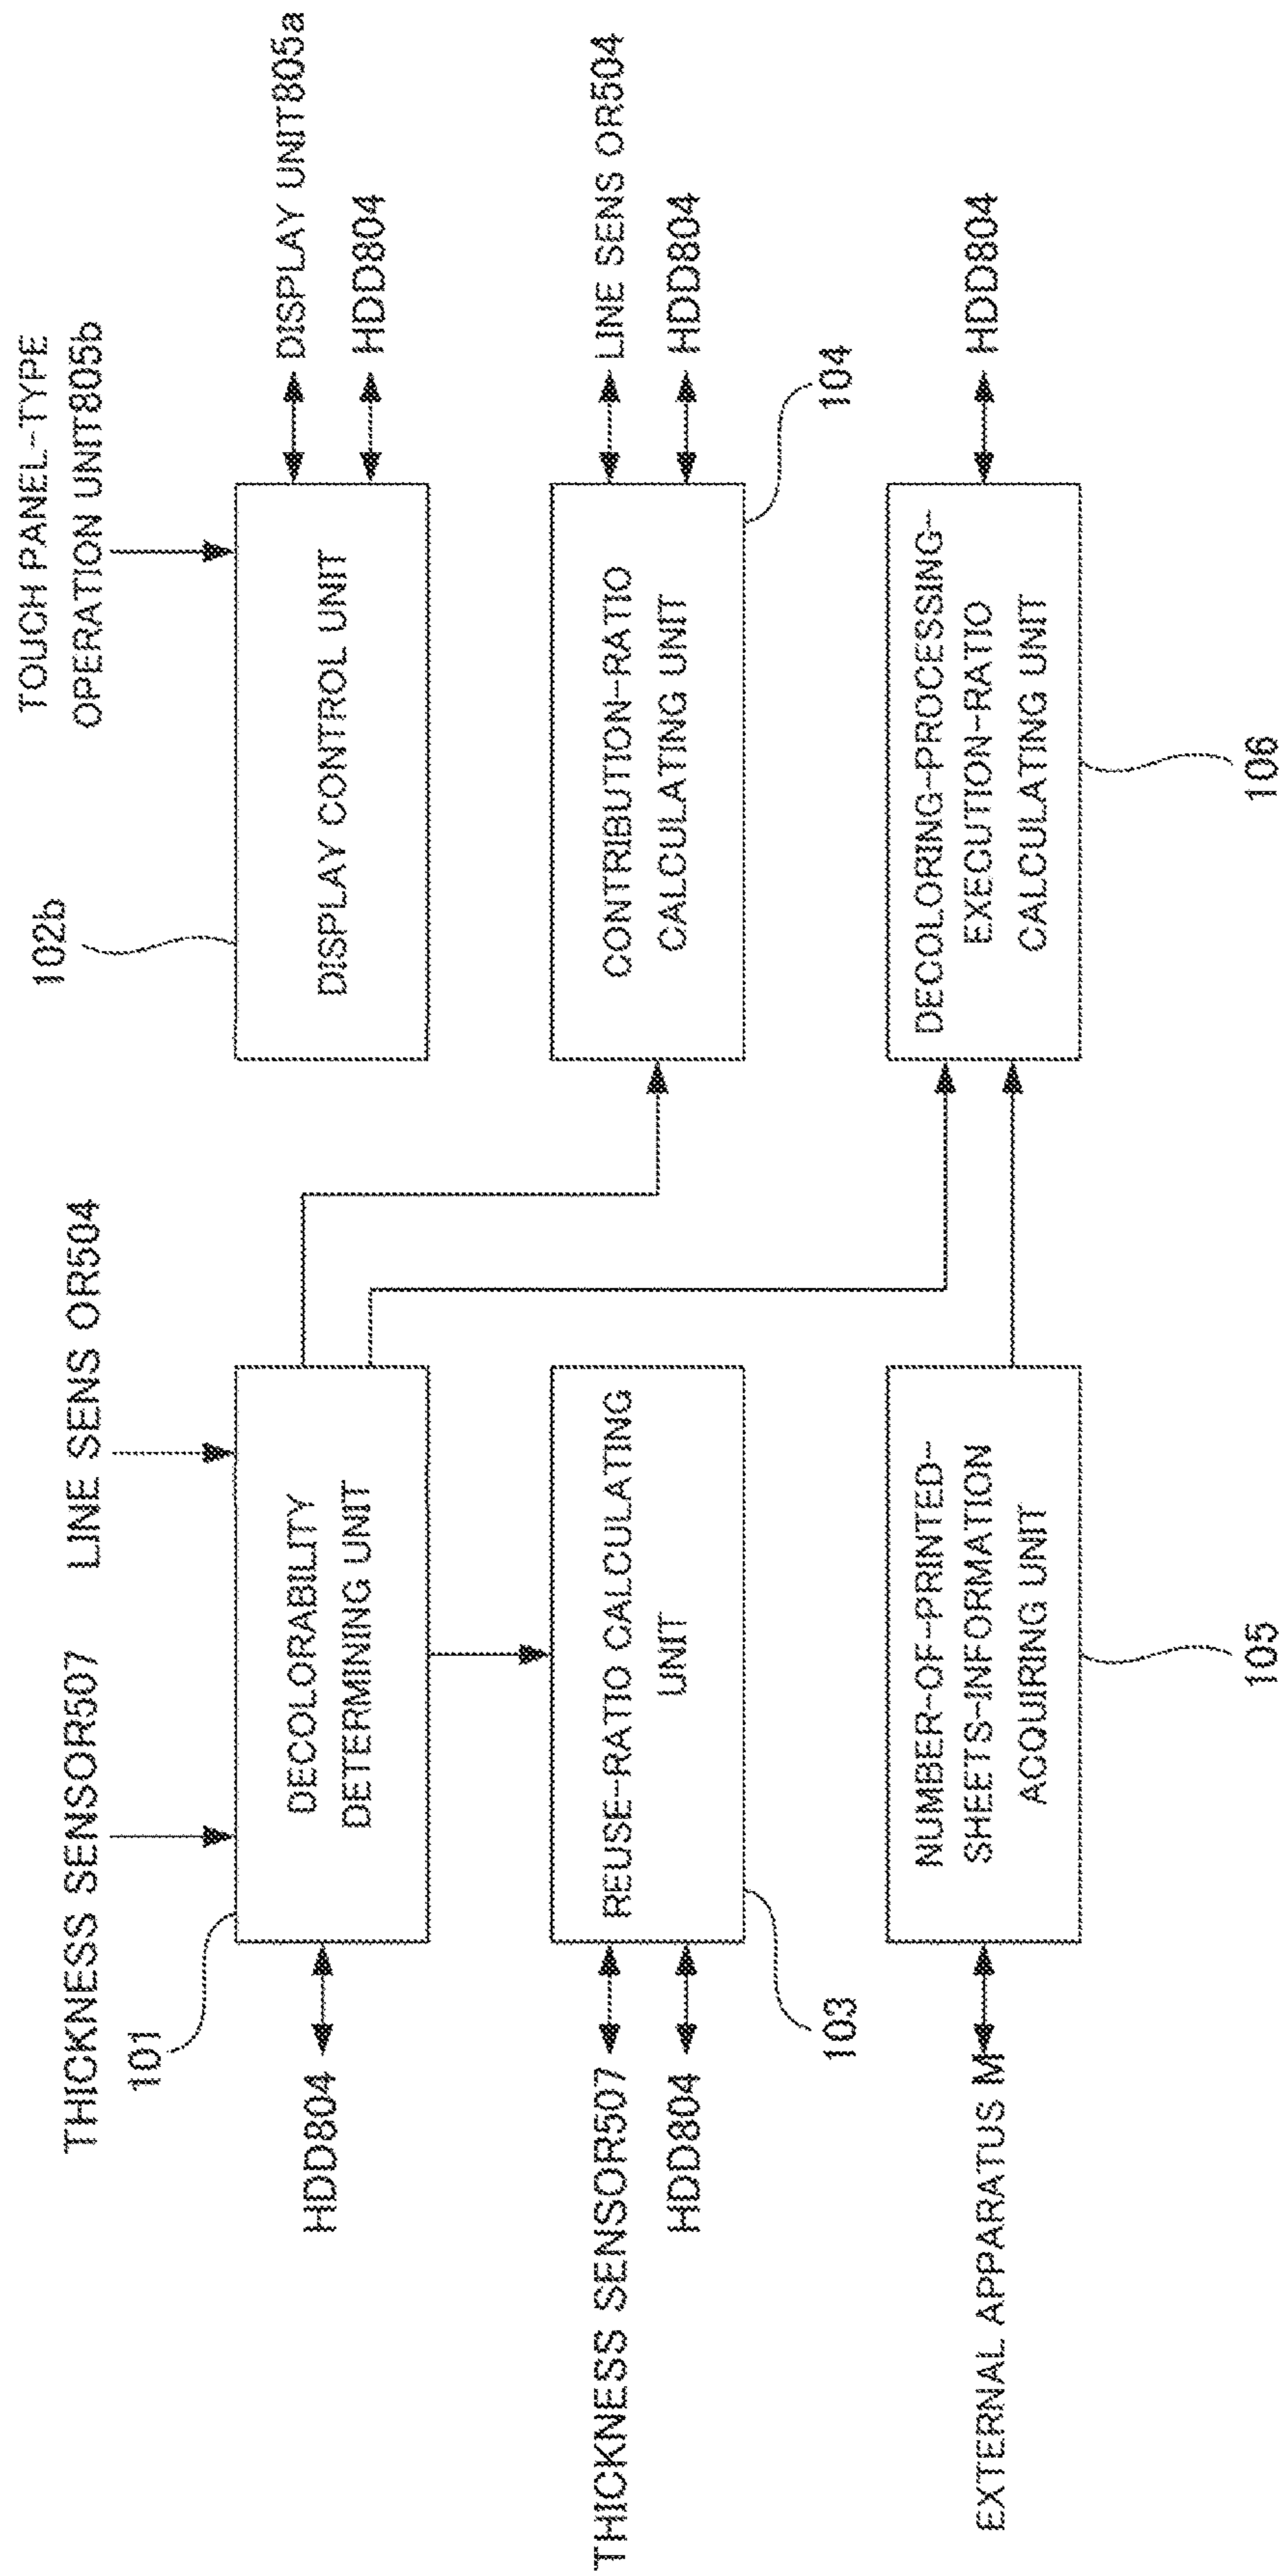 THICKNESS SENSOR507
LINE SENS OR504
TOUCH PANEL-TYPE
OPERATION UNIT805b
101
102b
HDD804
DECOLORABILITY
DETERMINING UNIT
DISPLAY CONTROL UNIT
DISPLAY UNIT805a
HDD804
THICKNESS SENSOR507
HDD804
REUSE-RATIO CALCULATING
UNIT
103
CONTRIBUTION-RATIO
CALCULATING UNIT
LINE SENS OR504
HDD804
104
EXTERNAL APPARATUS M
NUMBER-OF-PRINTED-
SHEETS-INFORMATION
ACQUIRING UNIT
105
DECOLORING-PROCESSING-
EXECUTION-RATIO
CALCULATING UNIT
HDD804
106